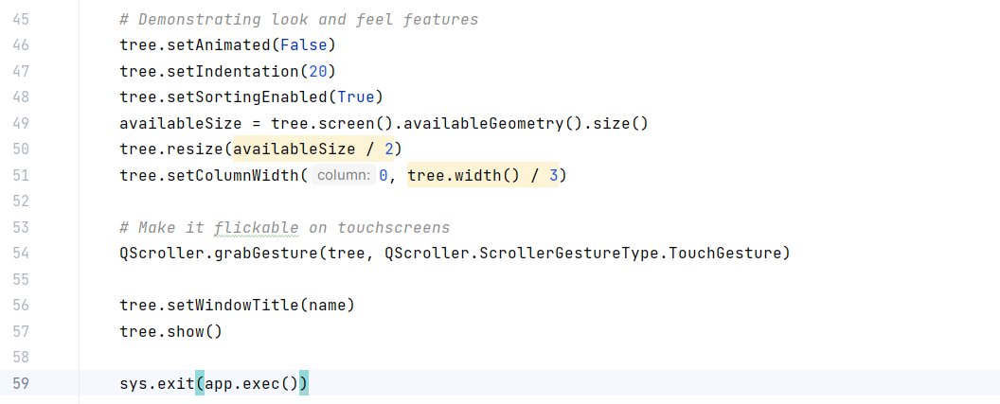 45 # Demonstrating look and feel features
46 tree.setAnimated(False)
47 tree.setIndentation(20)
48 tree.setSortingEnabled(True)
49 availableSize = tree.screen().availableGeometry().size()
50 tree.resize(availableSize / 2)
51 tree.setColumnWidth( column: 0, tree.width() / 3)
52
53 # Make it flickable on touchscreens
54 QScroller.grabGesture(tree, QScroller.ScrollerGestureType.TouchGesture)
55
56 tree.setWindowTitle(name)
57 tree.show()
58
59 sys.exit(app.exec())